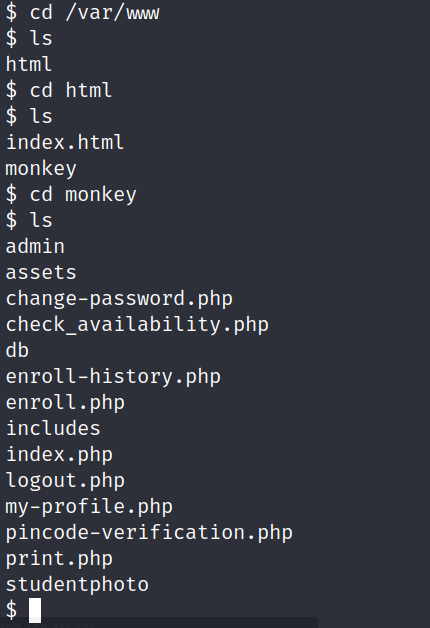 $ cd /var/www
$ ls
html
$ cd html
$ ls
index.html
monkey
$ cd monkey
$ ls
admin
assets
change-password.php
check_availability.php
db
enroll-history.php
enroll.php
includes
index.php
logout.php
my-profile.php
pincode-verification.php
print.php
studentphoto
$